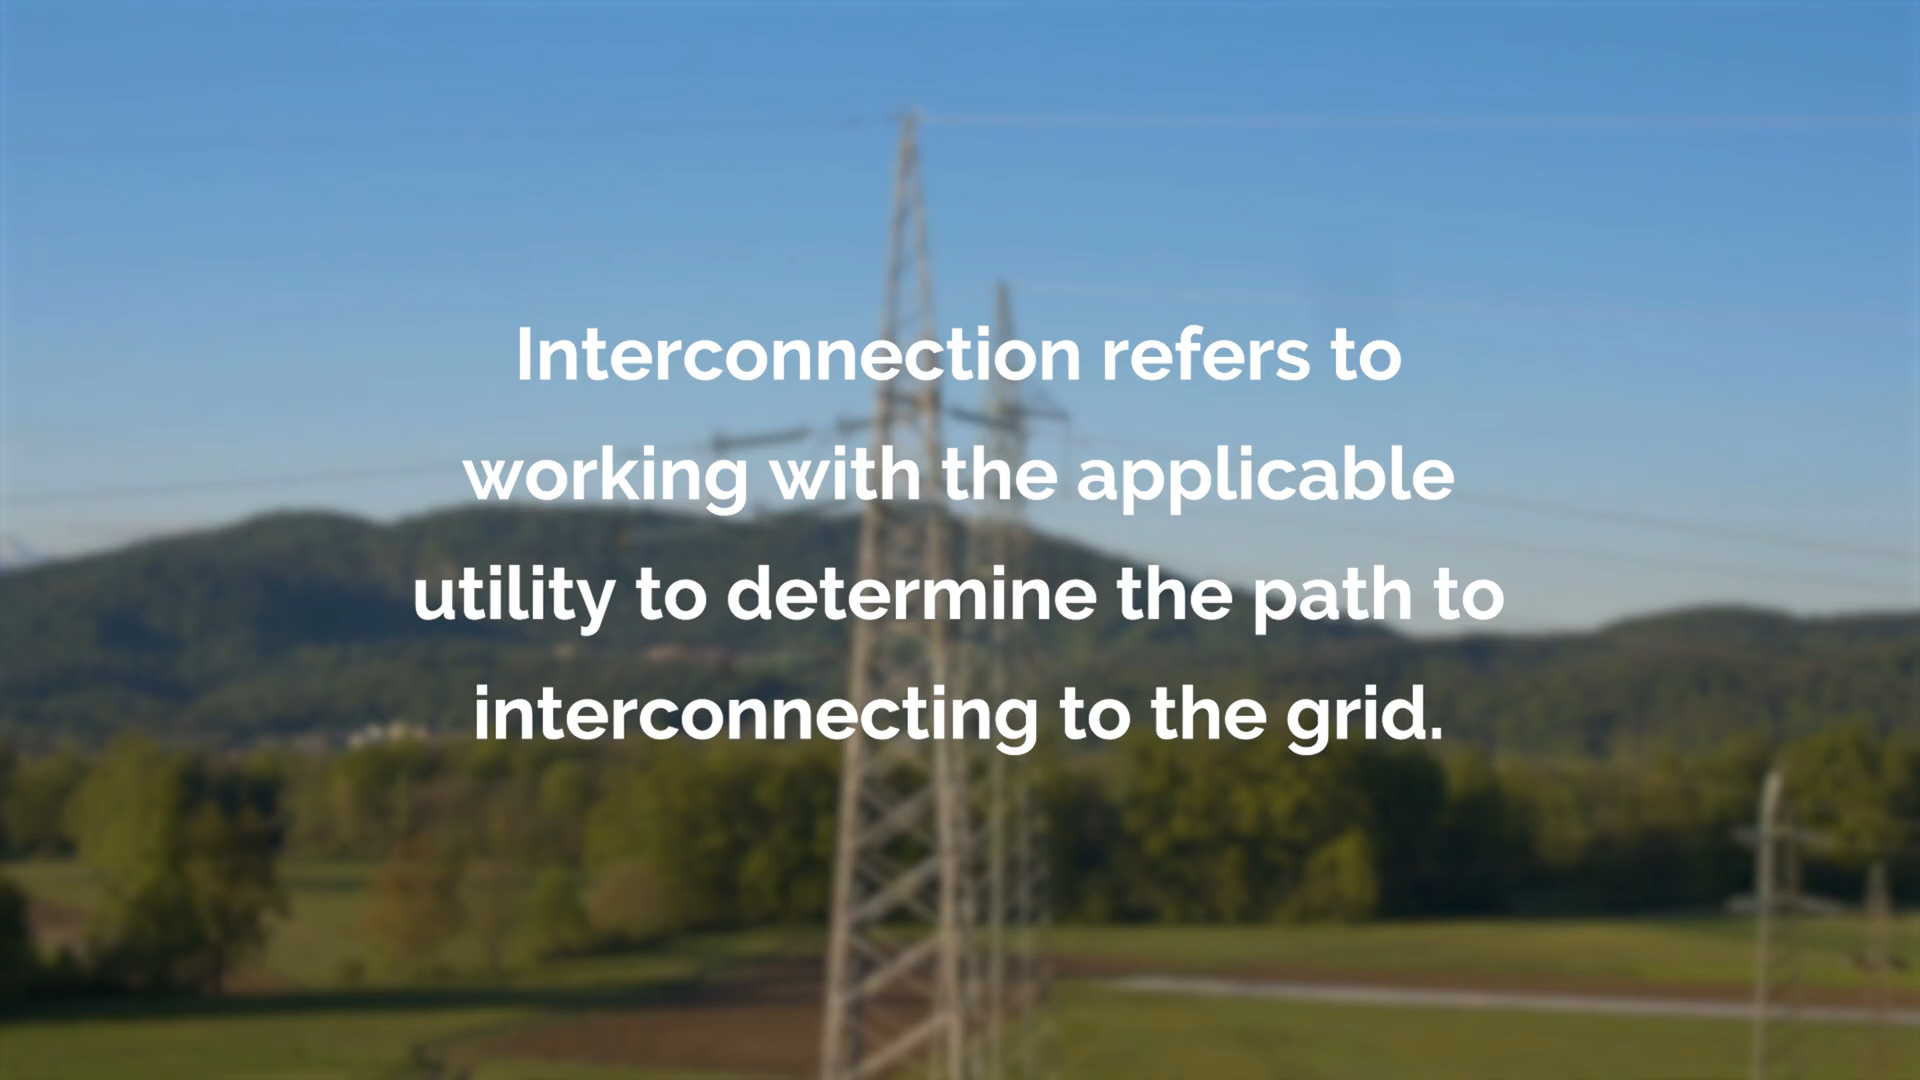 Interconnection refers to
working with the applicable
utility to determine the path to
interconnecting to the grid.